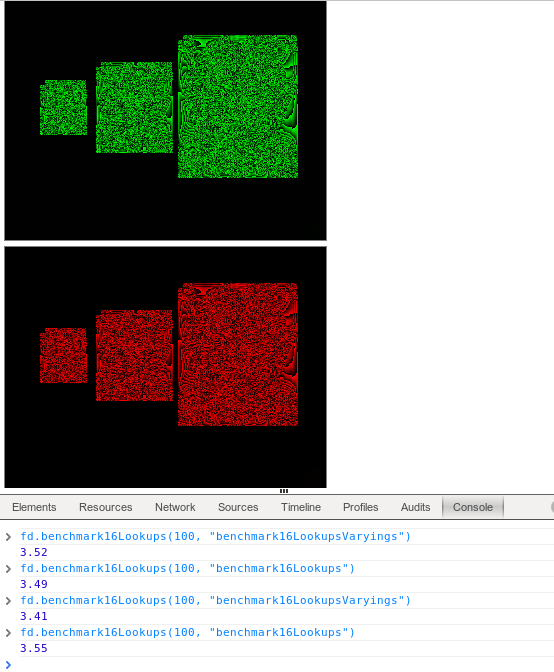 Elements Resources Network Sources Timeline Profiles Audits Console
fd.benchmark16Lookups(100, "benchmark16LookupsVaryings")
3.52
fd.benchmark16Lookups(100, "benchmark16Lookups")
3.49
fd.benchmark16Lookups(100, "benchmark16LookupsVaryings")
3.41
fd.benchmark16Lookups(100, "benchmark16Lookups")
3.55